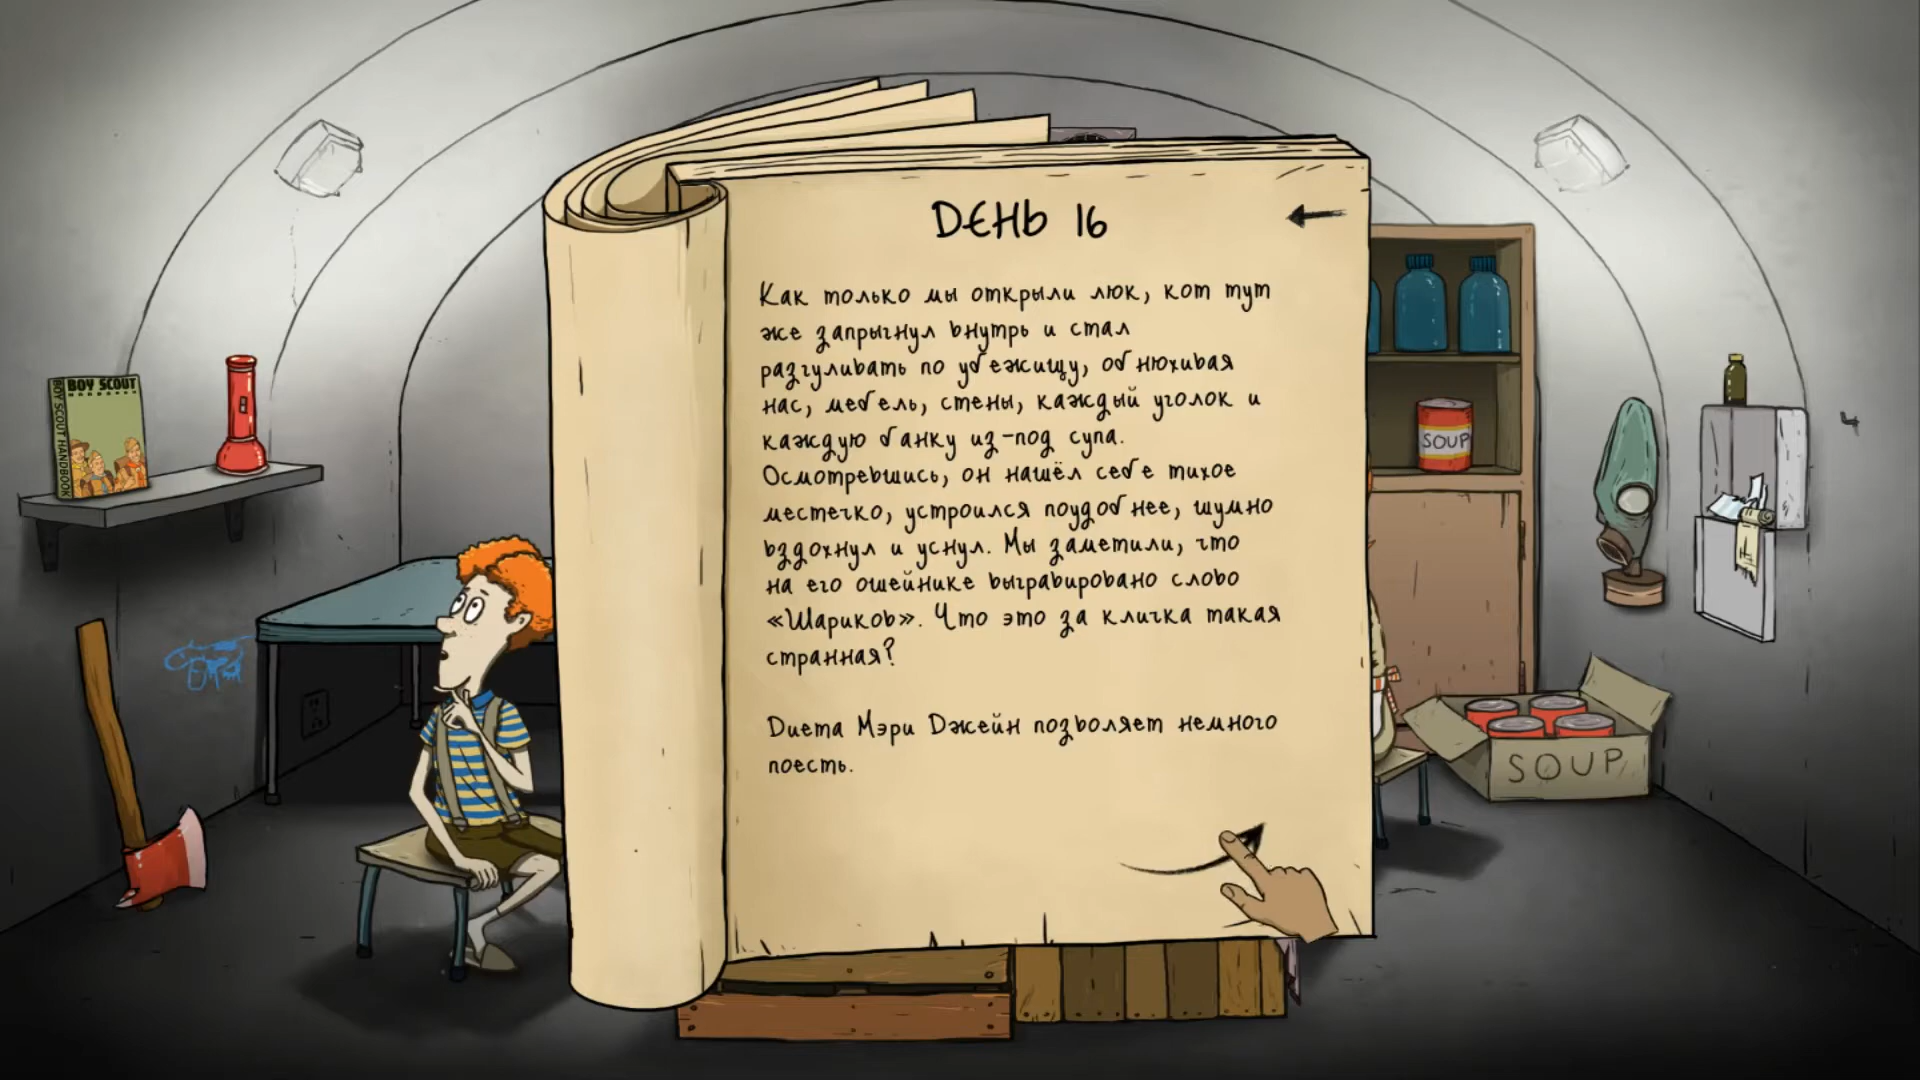 ДЕНЬ 16
Как только мы открыли люк, кот тут
же запрыгнул внутрь и стал
разгуливать по убежищу, обнюхивая
нас, мебель, стены, каждый уголок и
каждую банку из-под супа.
Осмотревшись, он нашёл себе тихое
местечко, устроился поудобнее, шумно
вздохнул и уснул. Мы заметили, что
на его ошейнике выгравировано слово
«Шариков». Что это за кличка такая
странная?
Диета Мэри Джейн позволяет немного
поесть.
BOY SCOUT
BOY SCOUT HANDBOOK
SOUP
SOUP